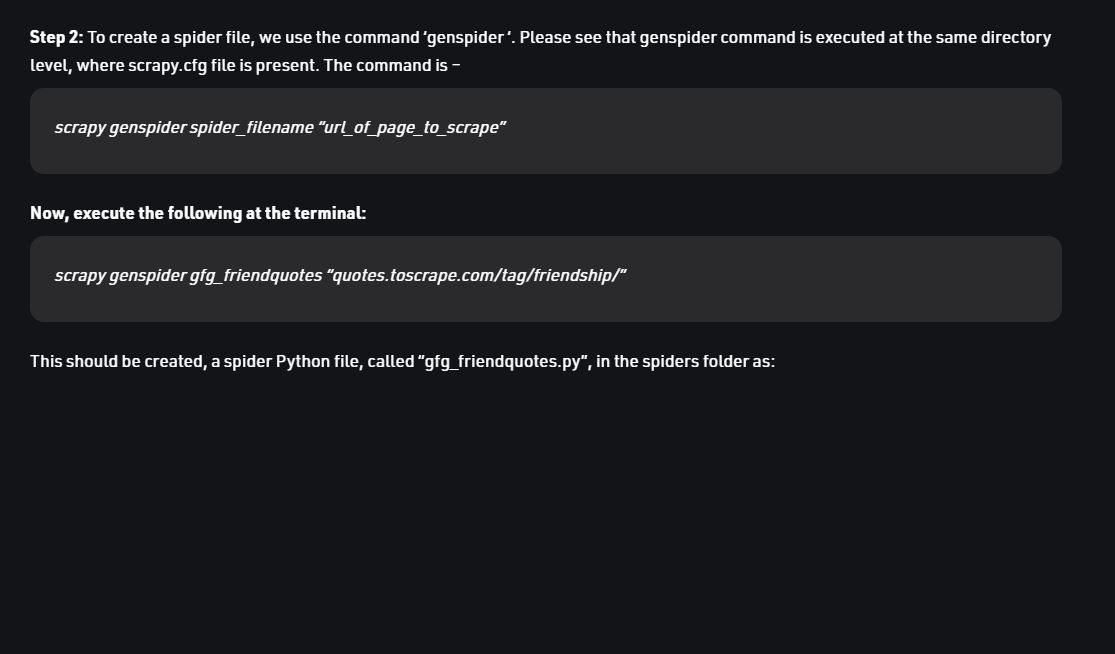 Step 2: To create a spider file, we use the command ‘genspider ‘. Please see that genspider command is executed at the same directory
level, where scrapy.cfg file is present. The command is –
scrapy genspider spider_filename “url_of_page_to_scrape”
Now, execute the following at the terminal:
scrapy genspider gfg_friendquotes “quotes.toscrape.com/tag/friendship/”
This should be created, a spider Python file, called “gfg_friendquotes.py”, in the spiders folder as: